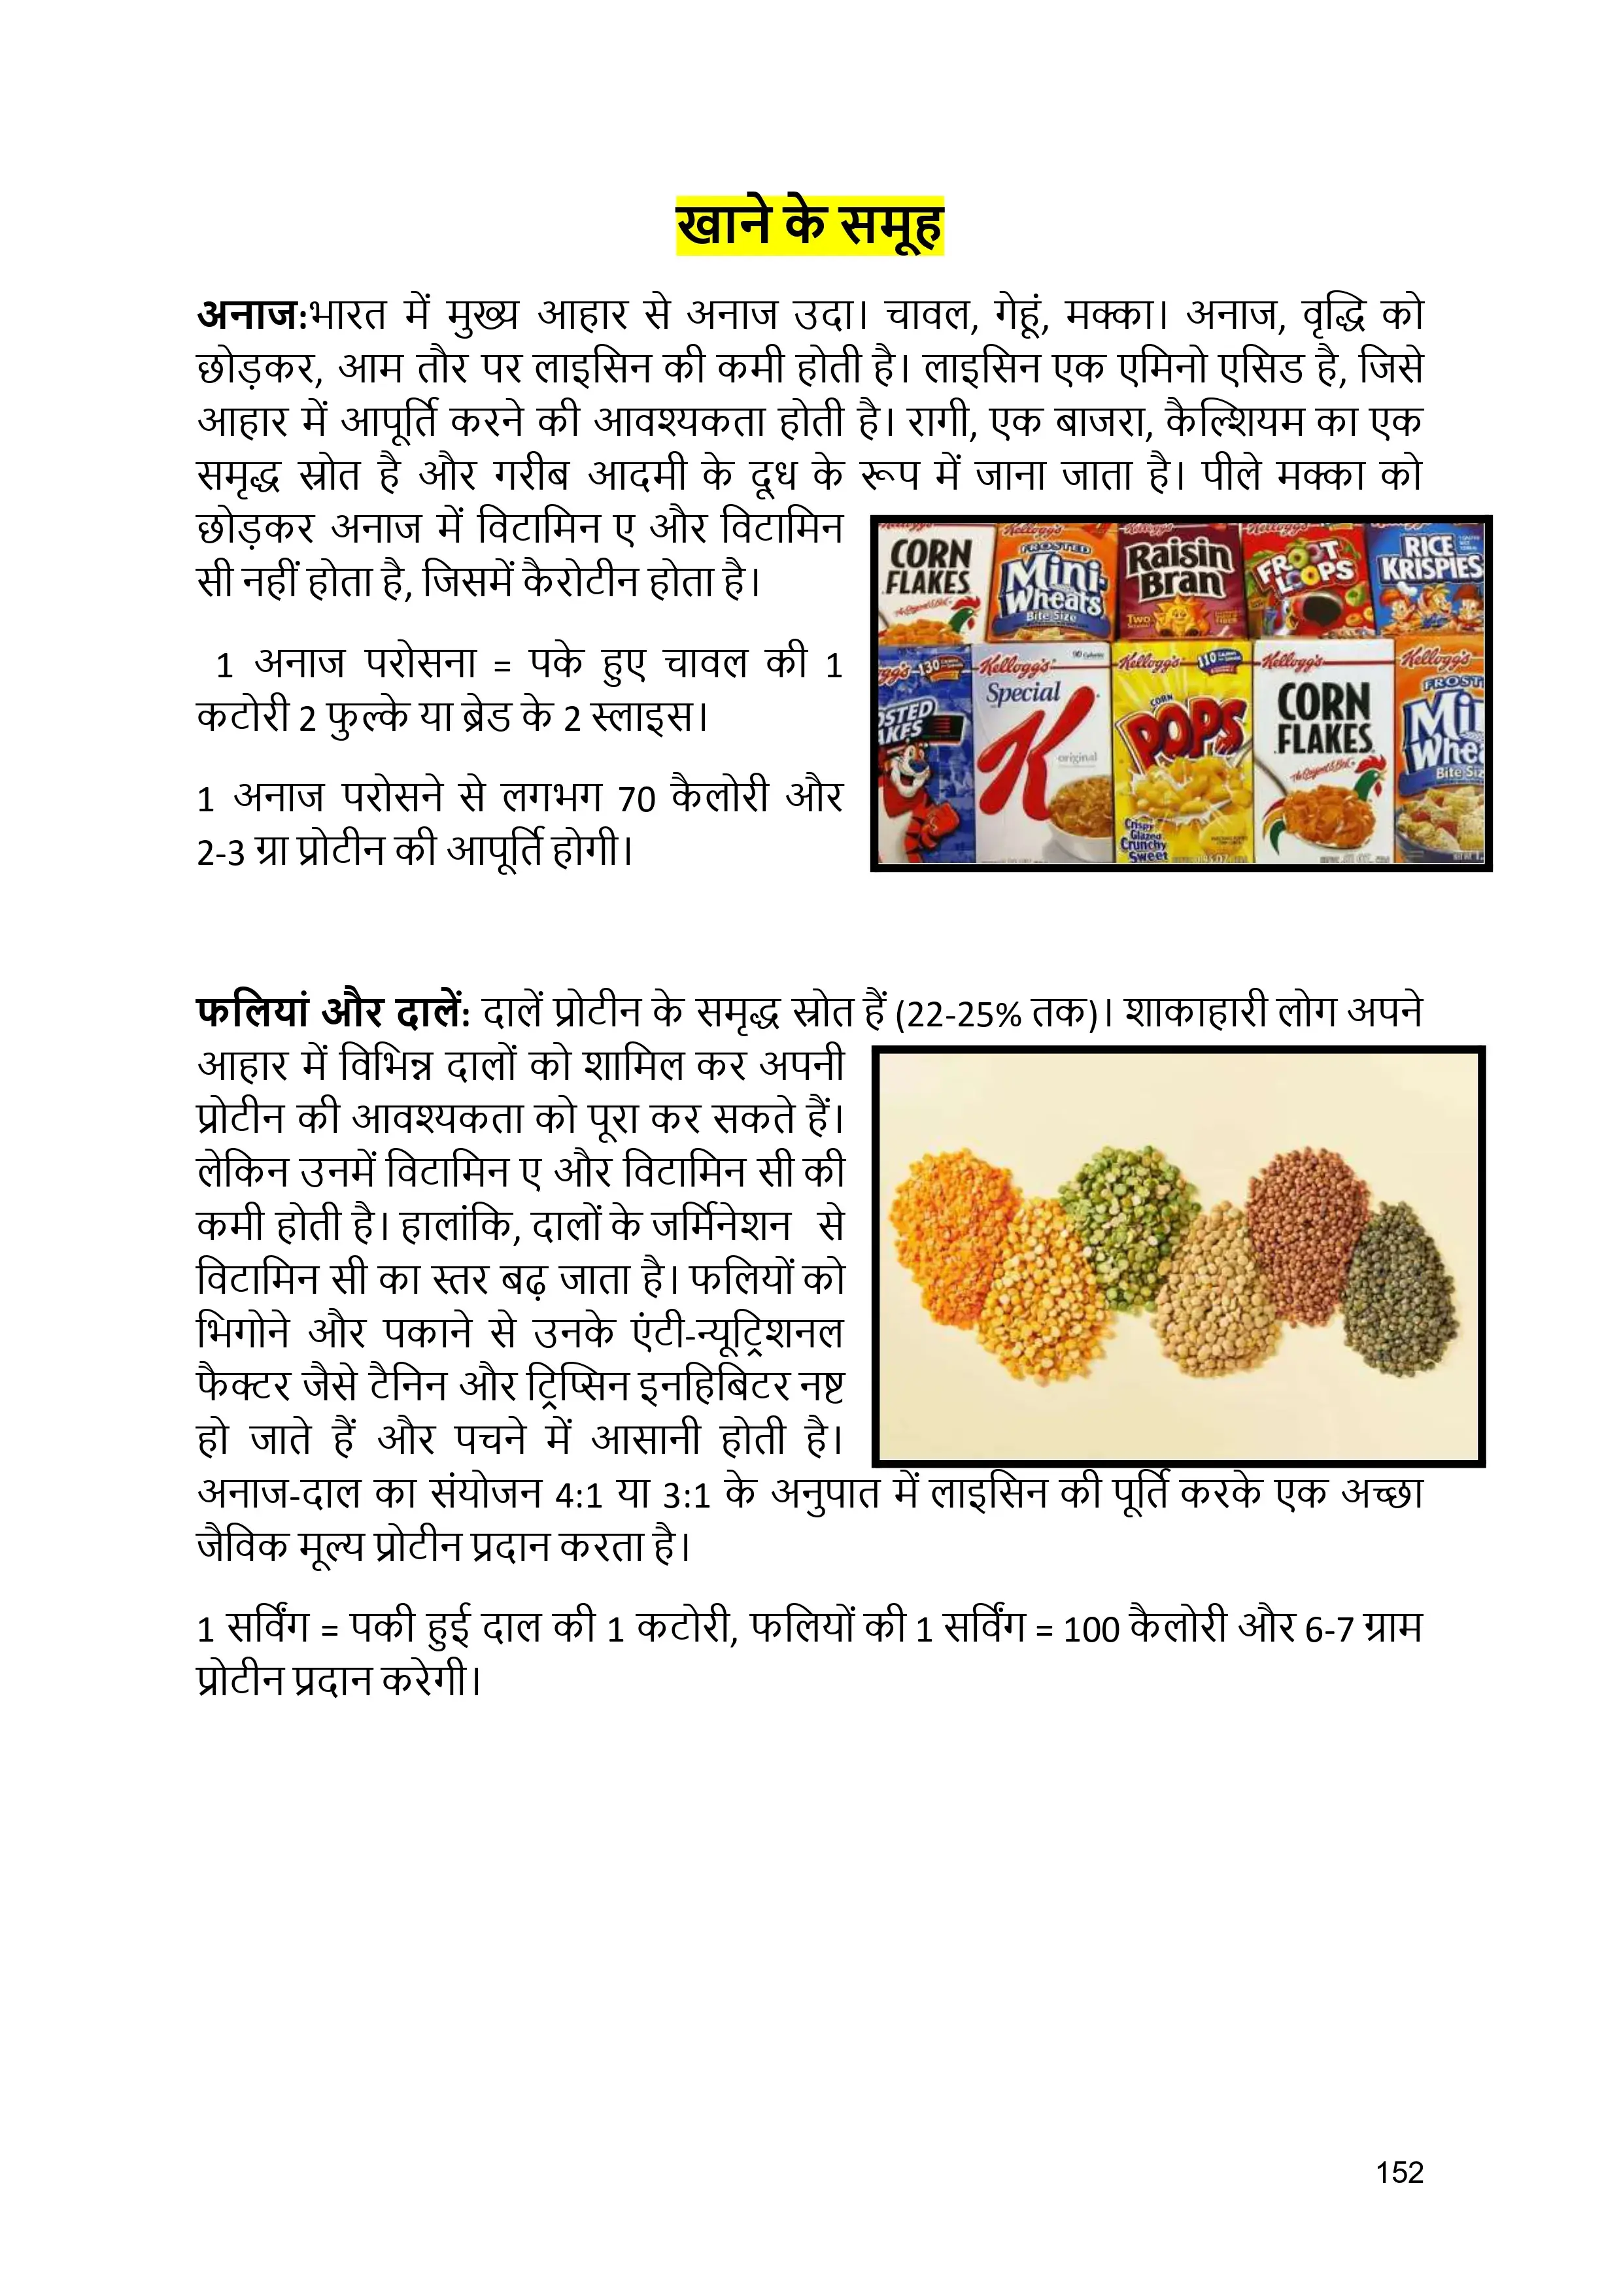 खाने के समूह
अनाज:भारत में मुख्य आहार से अनाज उदा। चावल, गेहूं, मक्का। अनाज, वृद्धि को
छोड़कर, आम तौर पर लाइसिन की कमी होती है। लाइसिन एक एमिनो एसिड है, जिसे
आहार में आपूर्ति करने की आवश्यकता होती है। रागी, एक बाजरा, कैल्शियम का एक
समृद्ध स्रोत है और गरीब आदमी के दूध के रूप में जाना जाता है। पीले मक्का को
छोड़कर अनाज में विटामिन ए और विटामिन
सी नहीं होता है, जिसमें कैरोटीन होता है।
1 अनाज परोसना = पके हुए चावल की 1
कटोरी 2 फुल्के या ब्रेड के 2 स्लाइस।
1 अनाज परोसने से लगभग 70 कैलोरी और
2-3 ग्रा प्रोटीन की आपूर्ति होगी।
CORN
FLAKES
FROSTED
Mini-
Wheats
Bite Size
Kellogg's
Raisin
Bran
Two
FROOT
LOOPS
RICE
KRISPIES
130
STED
AKES
Kellogg's
Special
K
original
Kellogg's
110
CORN
POPS
Crispy
Glazed
Crunchy
Sweet
Kellogg's
CORN
FLAKES
Kellogg's
FROST
Mi
Whe
Bite Siz
फलियां और दालें: दालें प्रोटीन के समृद्ध स्रोत हैं (22-25% तक)। शाकाहारी लोग अपने
आहार में विभिन्न दालों को शामिल कर अपनी
प्रोटीन की आवश्यकता को पूरा कर सकते हैं।
लेकिन उनमें विटामिन ए और विटामिन सी की
कमी होती है। हालांकि, दालों के जर्मिनेशन से
विटामिन सी का स्तर बढ़ जाता है। फलियों को
भिगोने और पकाने से उनके एंटी-न्यूट्रिशनल
फैक्टर जैसे टैनिन और ट्रिप्सिन इनहिबिटर नष्ट
हो जाते हैं और पचने में आसानी होती है।
अनाज-दाल का संयोजन 4:1 या 3:1 के अनुपात में लाइसिन की पूर्ति करके एक अच्छा
जैविक मूल्य प्रोटीन प्रदान करता है।
1 सर्विंग = पकी हुई दाल की 1 कटोरी, फलियों की 1 सर्विंग = 100 कैलोरी और 6-7 ग्राम
प्रोटीन प्रदान करेगी।
152